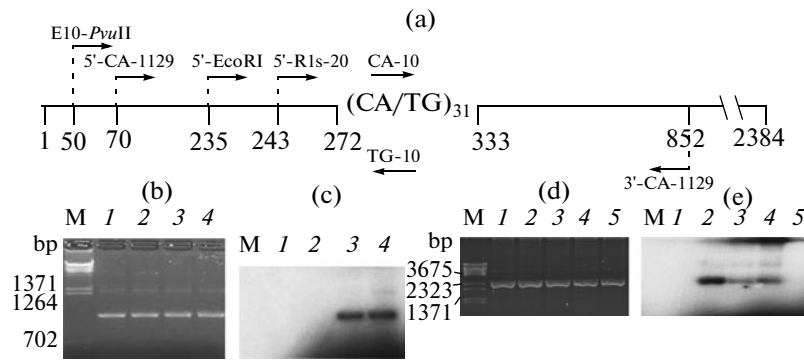 (a)
E10-PvuII
5'-CA-1129 5'-EcoRI 5'-R1s-20 CA-10
(CA/TG)31
1 50 70 235 243 272 333 852 2384
TG-10
3'-CA-1129
(b) (c) (d) (e)
M 1 2 3 4 M 1 2 3 4 M 1 2 3 4 5 M 1 2 3 4 5
bp bp
3675
1371 2323
1264 1371
702